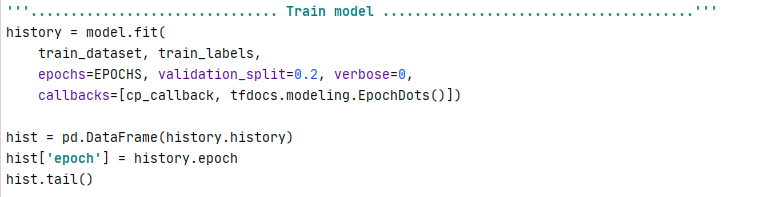 '''............................... Train model .......................................'''
history = model.fit(
    train_dataset, train_labels,
    epochs=EPOCHS, validation_split=0.2, verbose=0,
    callbacks=[cp_callback, tfdocs.modeling.EpochDots()])
hist = pd.DataFrame(history.history)
hist['epoch'] = history.epoch
hist.tail()